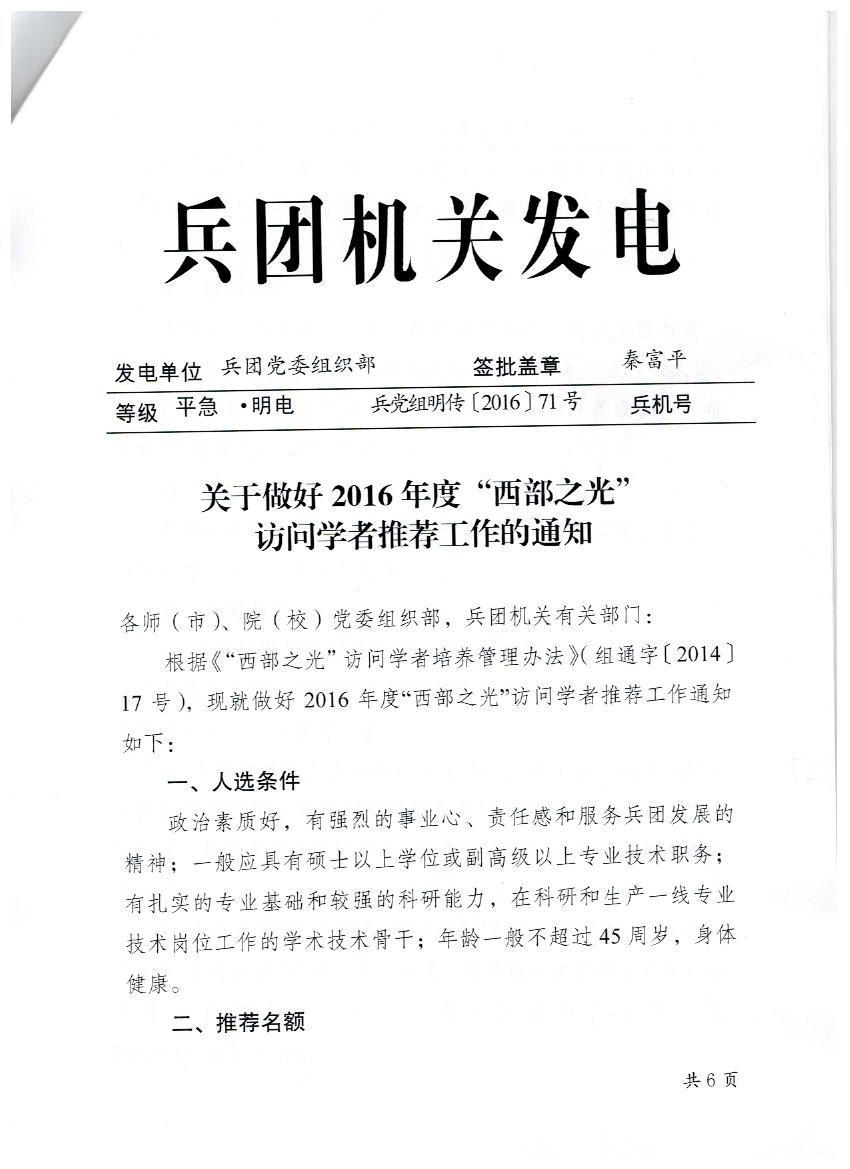 兵团机关发电
发电单位 兵团党委组织部 签批盖章 秦富平
等级 平急 ·明电 兵党组明传〔2016〕71号 兵机号
关于做好 2016 年度“西部之光”
访问学者推荐工作的通知
各师（市）、院（校）党委组织部，兵团机关有关部门：
根据《“西部之光”访问学者培养管理办法》（组通字〔2014〕
17 号），现就做好 2016 年度“西部之光”访问学者推荐工作通知
如下：
一、人选条件
政治素质好，有强烈的事业心、责任感和服务兵团发展的
精神；一般应具有硕士以上学位或副高级以上专业技术职务；
有扎实的专业基础和较强的科研能力，在科研和生产一线专业
技术岗位工作的学术技术骨干；年龄一般不超过 45 周岁，身体
健康。
二、推荐名额
共 6 页